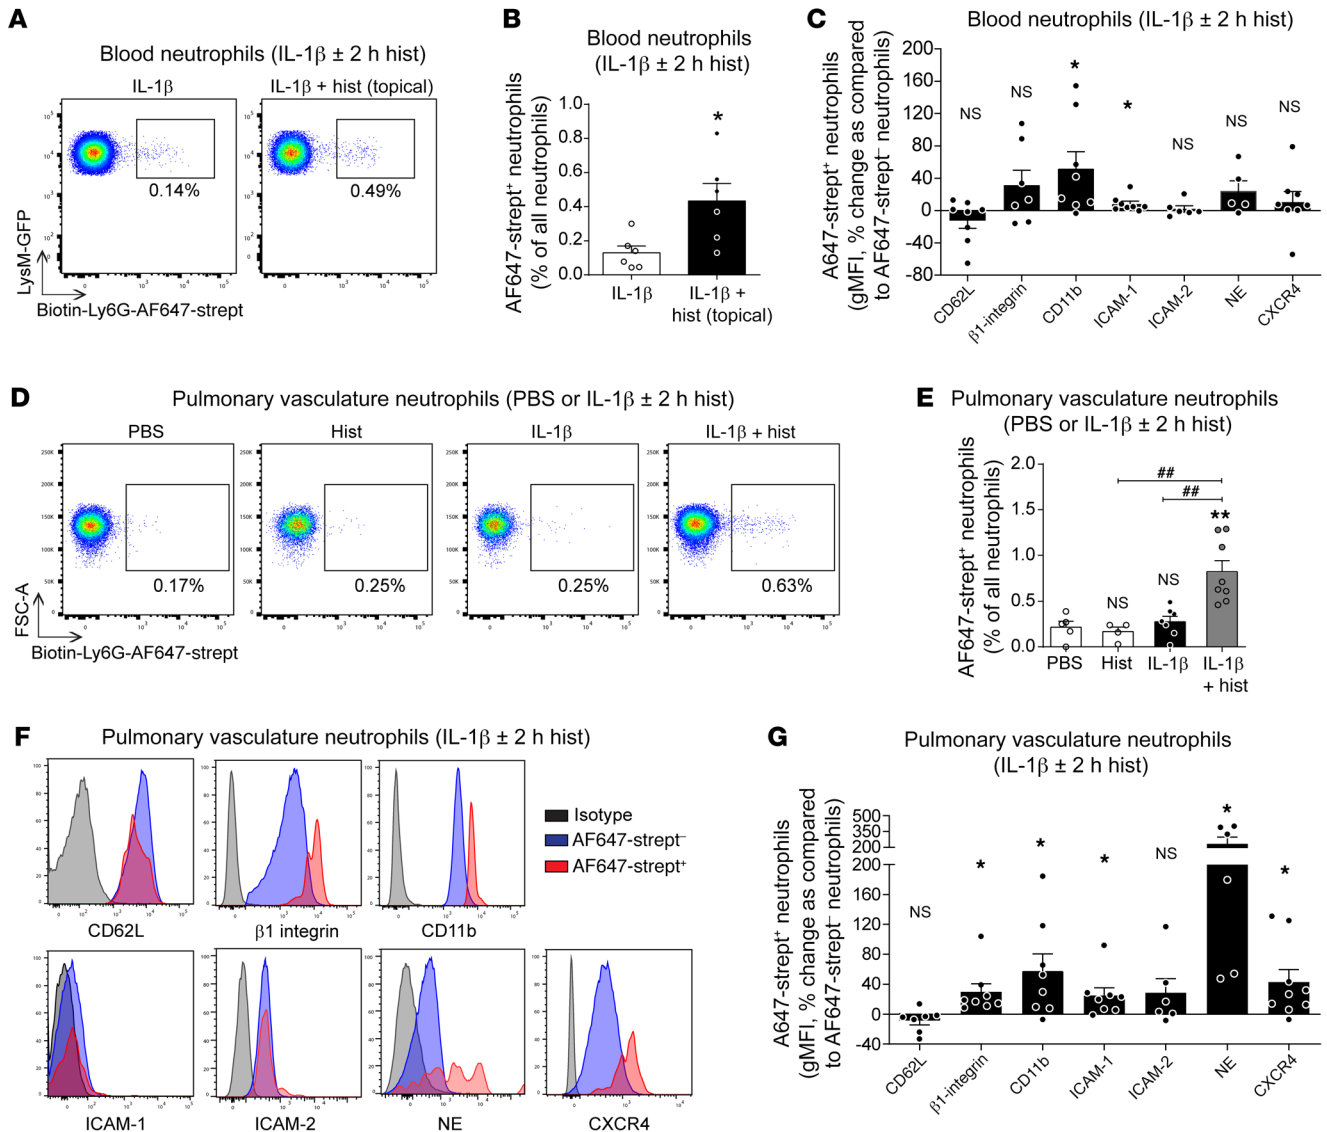 A
Blood neutrophils (IL-1β ± 2 h hist)
IL-1β
IL-1β + hist (topical)
0.14%
0.49%
LysM-GFP
Biotin-Ly6G-AF647-strept
B
Blood neutrophils
(IL-1β ± 2 h hist)
AF647-strept+ neutrophils
(% of all neutrophils)
1.0
0.8
0.6
0.4
0.2
0.0
*
IL-1β
IL-1β +
hist (topical)
C
Blood neutrophils (IL-1β ± 2 h hist)
A647-strept+ neutrophils
(gMFI, % change as compared
to AF647-strept– neutrophils)
200
160
120
80
40
0
-40
-80
NS
NS
*
*
NS
NS
NS
CD62L
β1-integrin
CD11b
ICAM-1
ICAM-2
NE
CXCR4
D
Pulmonary vasculature neutrophils (PBS or IL-1β ± 2 h hist)
PBS
Hist
IL-1β
IL-1β + hist
250K
200K
150K
100K
50K
0
0.17%
0.25%
0.25%
0.63%
FSC-A
Biotin-Ly6G-AF647-strept
E
Pulmonary vasculature neutrophils
(PBS or IL-1β ± 2 h hist)
AF647-strept+ neutrophils
(% of all neutrophils)
2.0
1.5
1.0
0.5
0.0
##
##
**
NS
NS
PBS
Hist
IL-1β
IL-1β
+ hist
F
Pulmonary vasculature neutrophils (IL-1β ± 2 h hist)
Isotype
AF647-strept–
AF647-strept+
CD62L
β1 integrin
CD11b
ICAM-1
ICAM-2
NE
CXCR4
G
Pulmonary vasculature neutrophils
(IL-1β ± 2 h hist)
A647-strept+ neutrophils
(gMFI, % change as compared
to AF647-strept– neutrophils)
500
350
200
200
160
120
80
40
0
-40
NS
*
*
*
NS
*
*
CD62L
β1-integrin
CD11b
ICAM-1
ICAM-2
NE
CXCR4